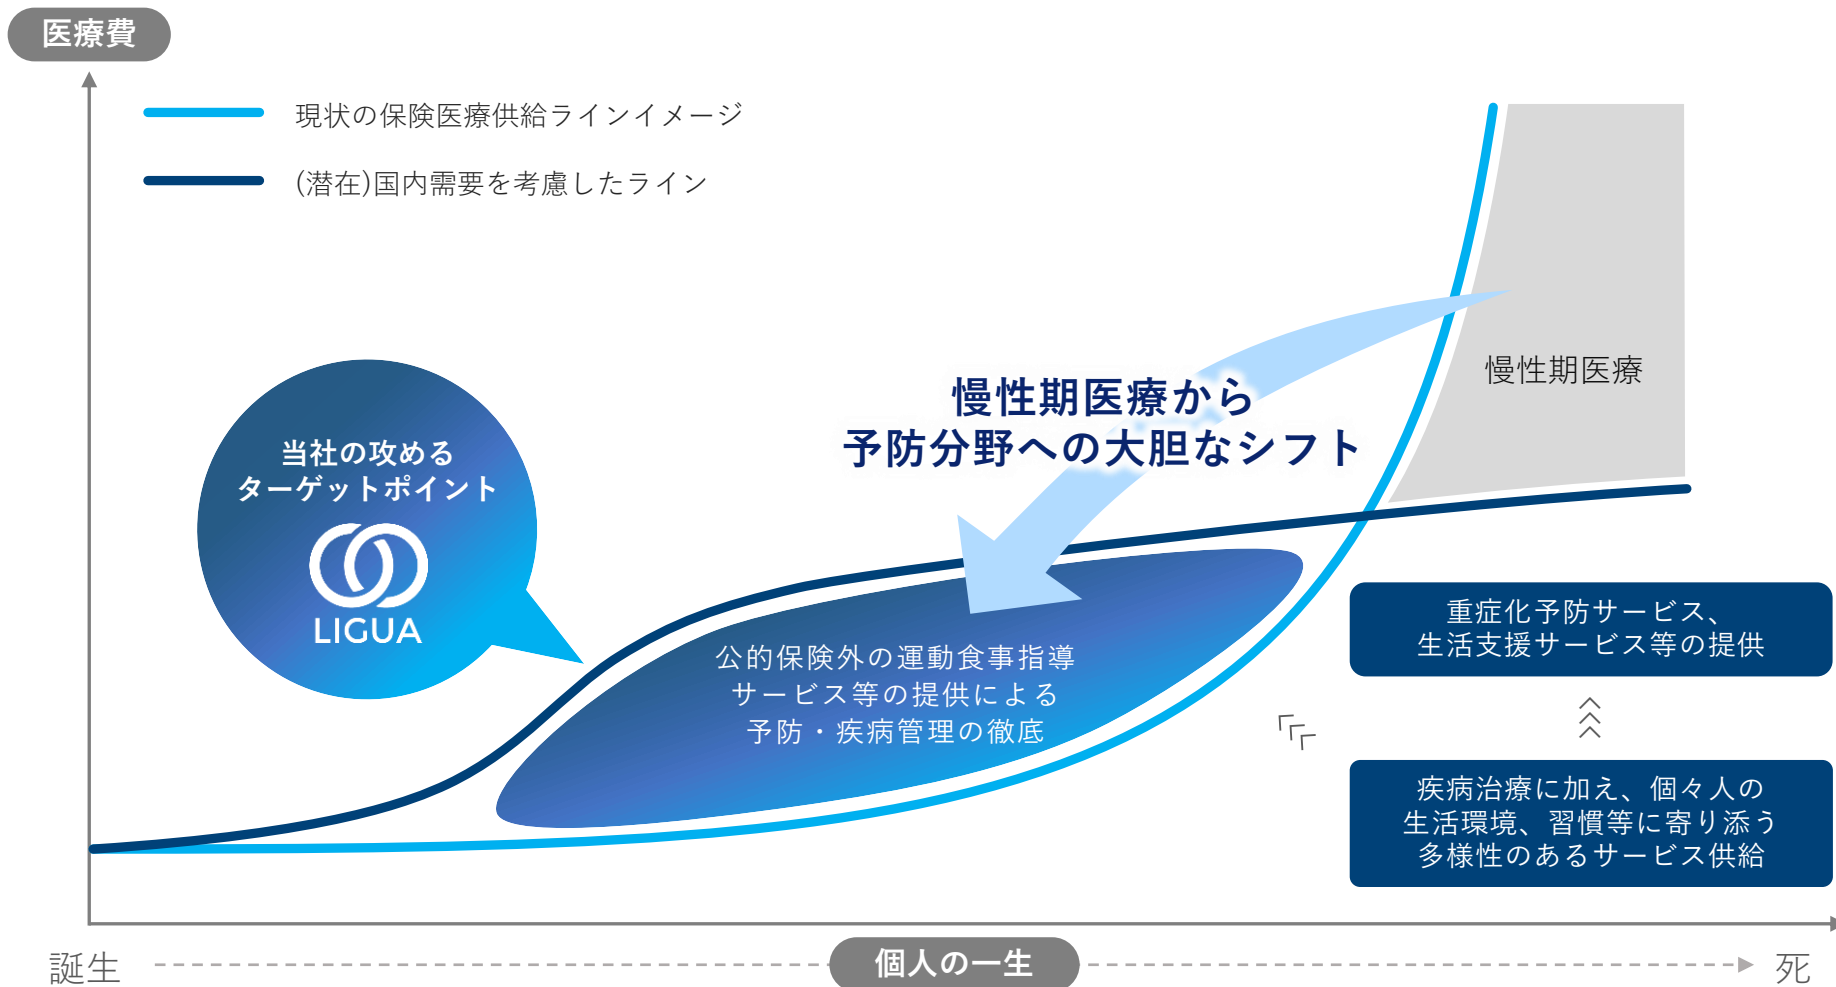 医療費
現状の保険医療供給ラインイメージ
(潜在)国内需要を考慮したライン
慢性期医療
慢性期医療から
予防分野への大胆なシフト
当社の攻める
ターゲットポイント
LIGUA
公的保険外の運動食事指導
サービス等の提供による
予防・疾病管理の徹底
重症化予防サービス、
生活支援サービス等の提供
疾病治療に加え、個々人の
生活環境、習慣等に寄り添う
多様性のあるサービス供給
誕生
個人の一生
死